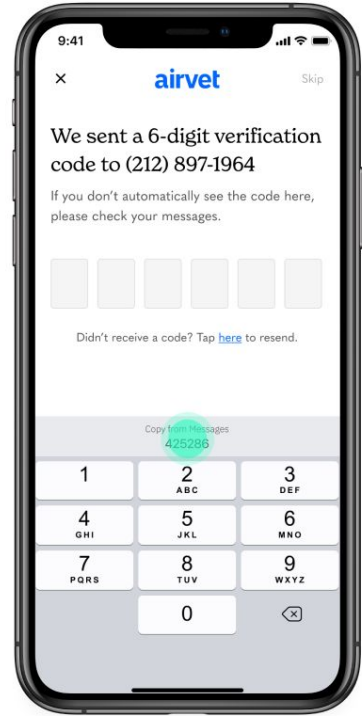 9:41
airvet
Skip
We sent a 6-digit verification
code to (212) 897-1964
If you don't automatically see the code here,
please check your messages.
Didn't receive a code? Tap here to resend.
Copy from Messages
425286
1
2
ABC
3
DEF
4
GHI
5
JKL
6
MNO
7
PQRS
8
TUV
9
WXYZ
0